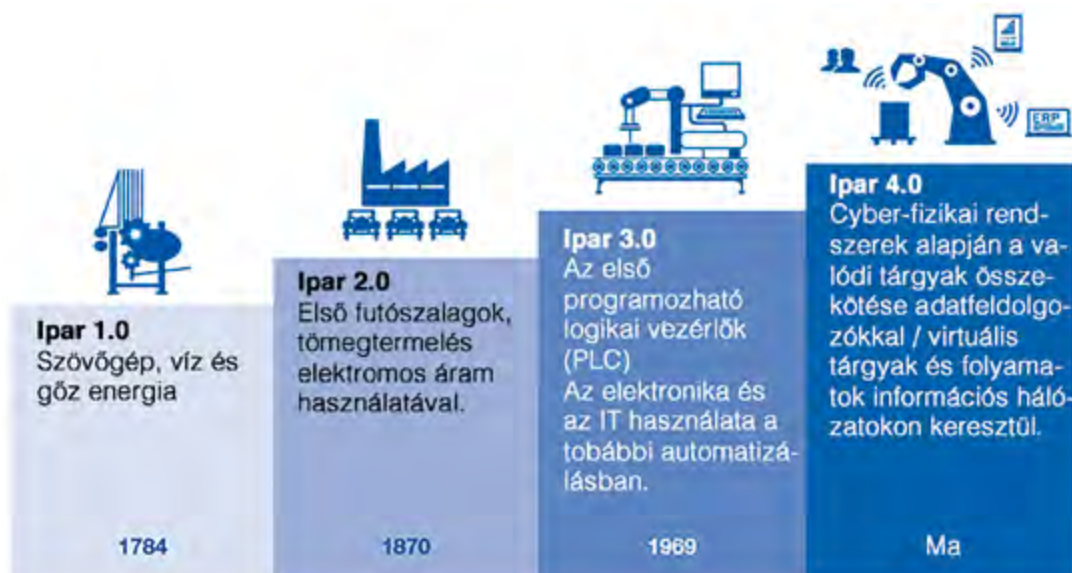 Ipar 1.0
Szövőgép, víz és
gőz energia
1784
Ipar 2.0
Első futószalagok,
tömegtermelés
elektromos áram
használatával.
1870
Ipar 3.0
Az első
programozható
logikai vezérlők
(PLC)
Az elektronika és
az IT használata a
tobábbi automatizá-
lásban.
1969
ERP
Ipar 4.0
Cyber-fizikai rend-
szerek alapján a va-
lódi tárgyak össze-
kötése adatfeldolgo-
zókkal / virtuális
tárgyak és folyama-
tok információs háló-
zatokon keresztül.
Ma